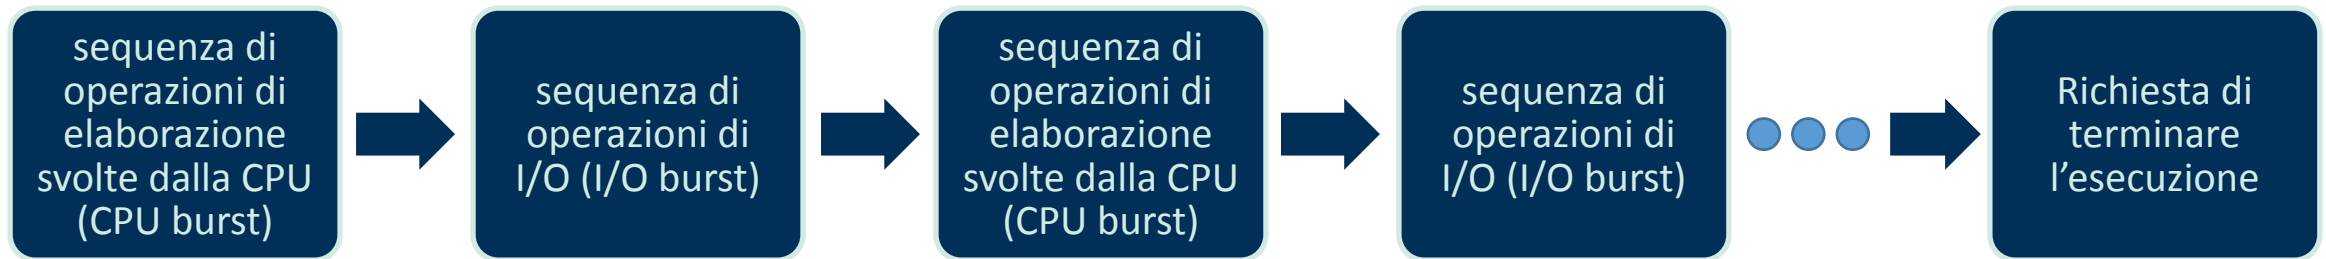 sequenza di
operazioni di
elaborazione
svolte dalla CPU
(CPU burst)
sequenza di
operazioni di
I/O (I/O burst)
sequenza di
operazioni di
elaborazione
svolte dalla CPU
(CPU burst)
sequenza di
operazioni di
I/O (I/O burst)
Richiesta di
terminare
l’esecuzione